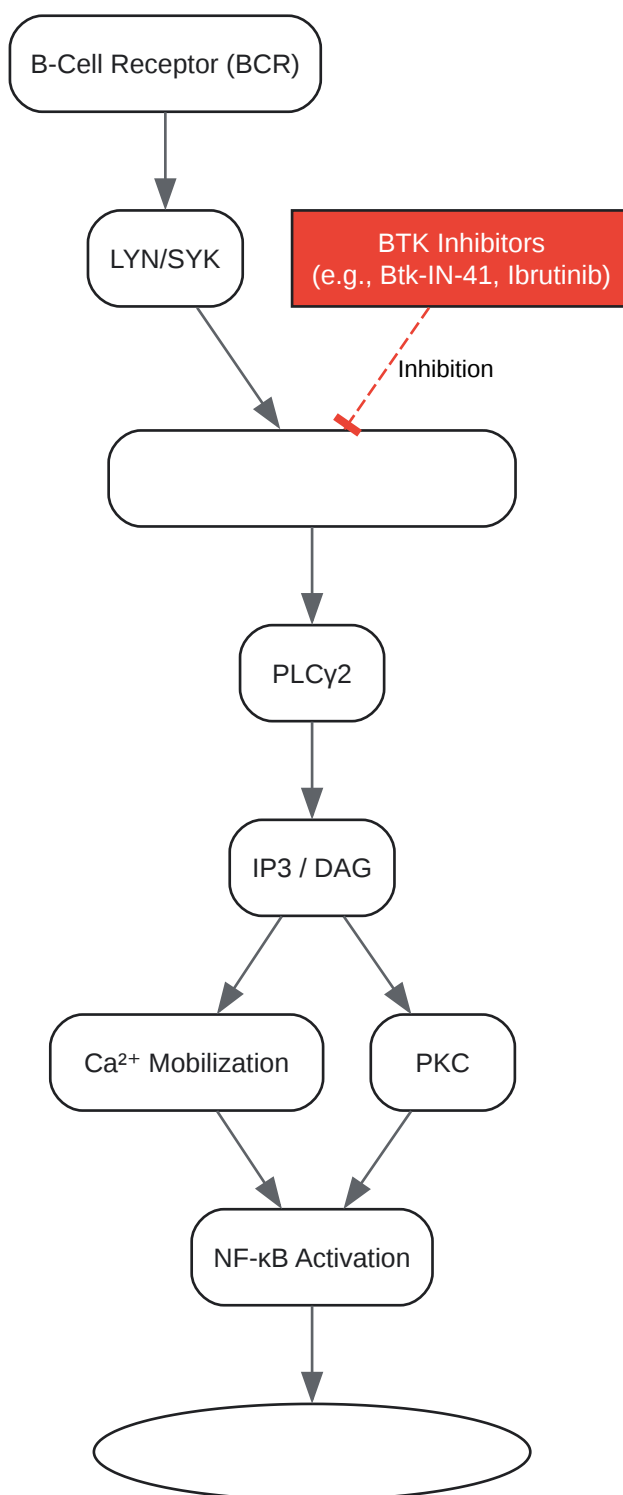 B-Cell Receptor (BCR)
LYN/SYK
BTK Inhibitors
(e.g., Btk-IN-41, Ibrutinib)
Inhibition
PLCγ2
IP3 / DAG
Ca²⁺ Mobilization
PKC
NF-κB Activation